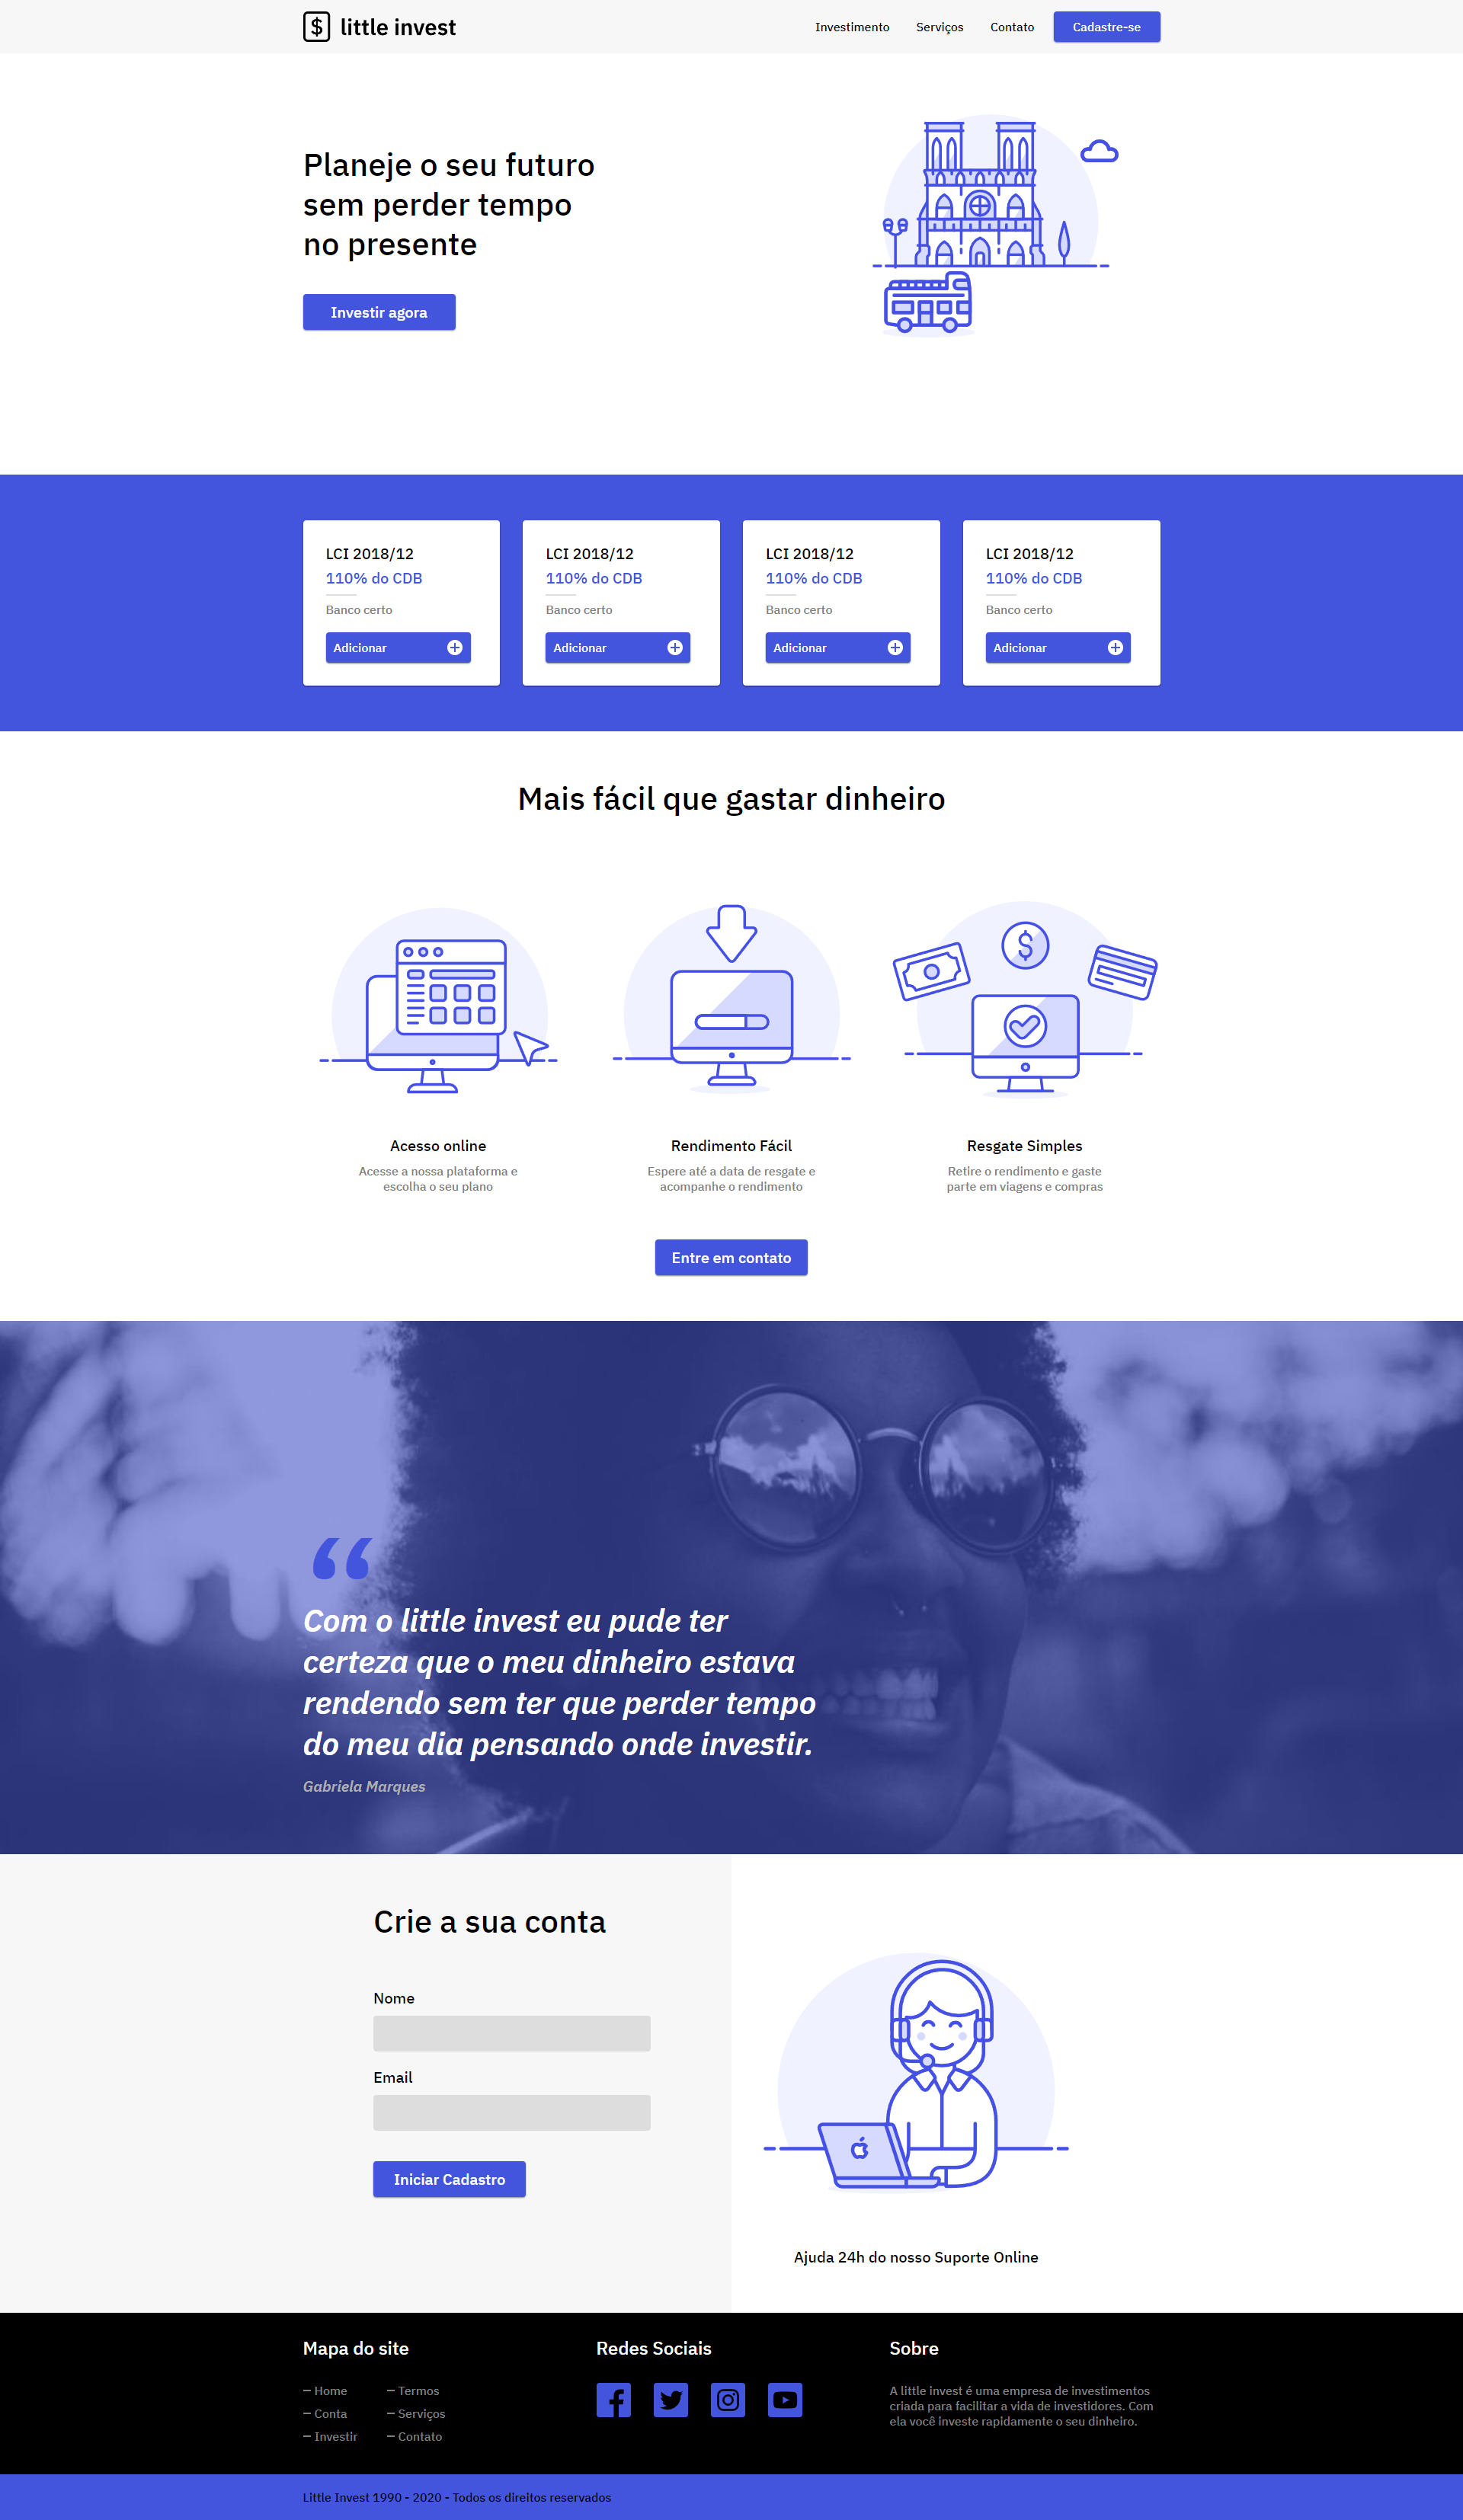 $ little invest
Investimento Serviços Contato Cadastre-se
Planeje o seu futuro
sem perder tempo
no presente
Investir agora
LCI 2018/12
110% do CDB
Banco certo
Adicionar
LCI 2018/12
110% do CDB
Banco certo
Adicionar
LCI 2018/12
110% do CDB
Banco certo
Adicionar
LCI 2018/12
110% do CDB
Banco certo
Adicionar
Mais fácil que gastar dinheiro
$
Acesso online
Acesse a nossa plataforma e
escolha o seu plano
Rendimento Fácil
Espere até a data de resgate e
acompanhe o rendimento
Resgate Simples
Retire o rendimento e gaste
parte em viagens e compras
Entre em contato
“
Com o little invest eu pude ter
certeza que o meu dinheiro estava
rendendo sem ter que perder tempo
do meu dia pensando onde investir.
Gabriela Marques
Crie a sua conta
Nome
Email
Iniciar Cadastro
Ajuda 24h do nosso Suporte Online
Mapa do site
– Home
– Conta
– Investir
– Termos
– Serviços
– Contato
Redes Sociais
Sobre
A little invest é uma empresa de investimentos
criada para facilitar a vida de investidores. Com
ela você investe rapidamente o seu dinheiro.
Little Invest 1990 - 2020 - Todos os direitos reservados